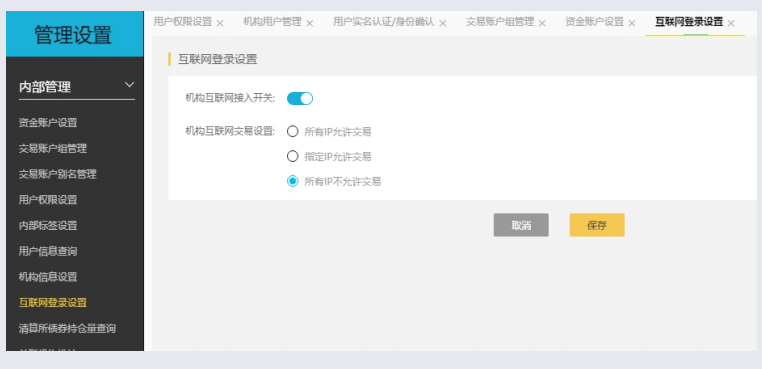 管理设置
用户权限设置 × 机构用户管理 × 用户实名认证/身份确认 × 交易账户组管理 × 资金账户设置 × 互联网登录设置 ×
内部管理
资金账户设置
交易账户组管理
交易账户别名管理
用户权限设置
内部标签设置
用户信息查询
机构信息设置
互联网登录设置
清算所债券持仓量查询
互联网登录设置
机构互联网接入开关:
机构互联网交易设置: 所有IP允许交易
指定IP允许交易
所有IP不允许交易
取消 保存